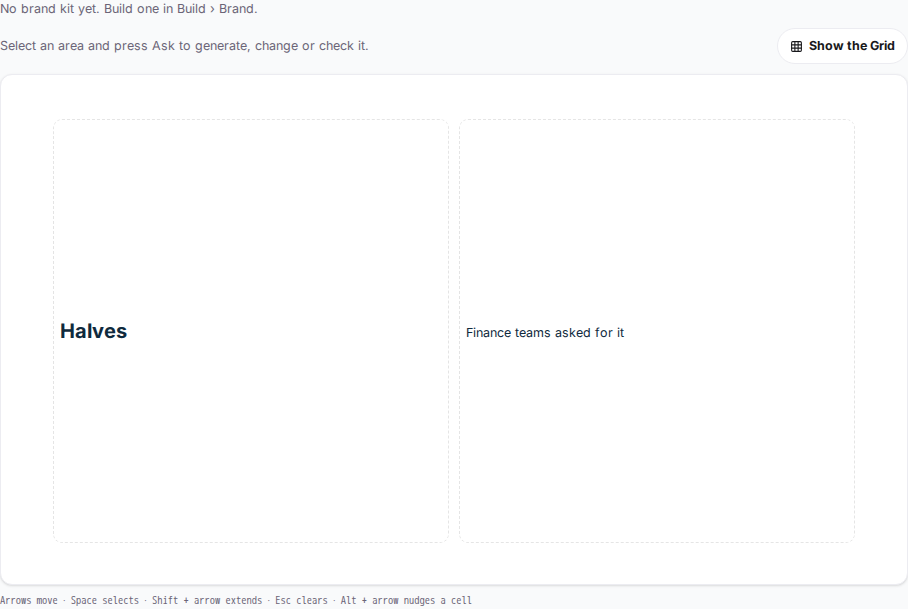 No brand kit yet. Build one in Build › Brand.
Select an area and press Ask to generate, change or check it.
Show the Grid
Halves
Finance teams asked for it
Arrows move · Space selects · Shift + arrow extends · Esc clears · Alt + arrow nudges a cell